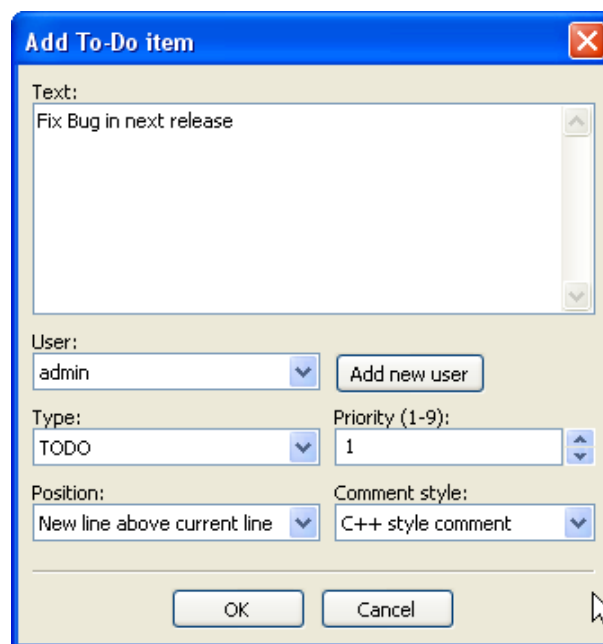 Add To-Do item
Text:
Fix Bug in next release
User:
admin
Add new user
Type:
Priority (1-9):
TODO
1
Position:
Comment style:
New line above current line
C++ style comment
OK
Cancel